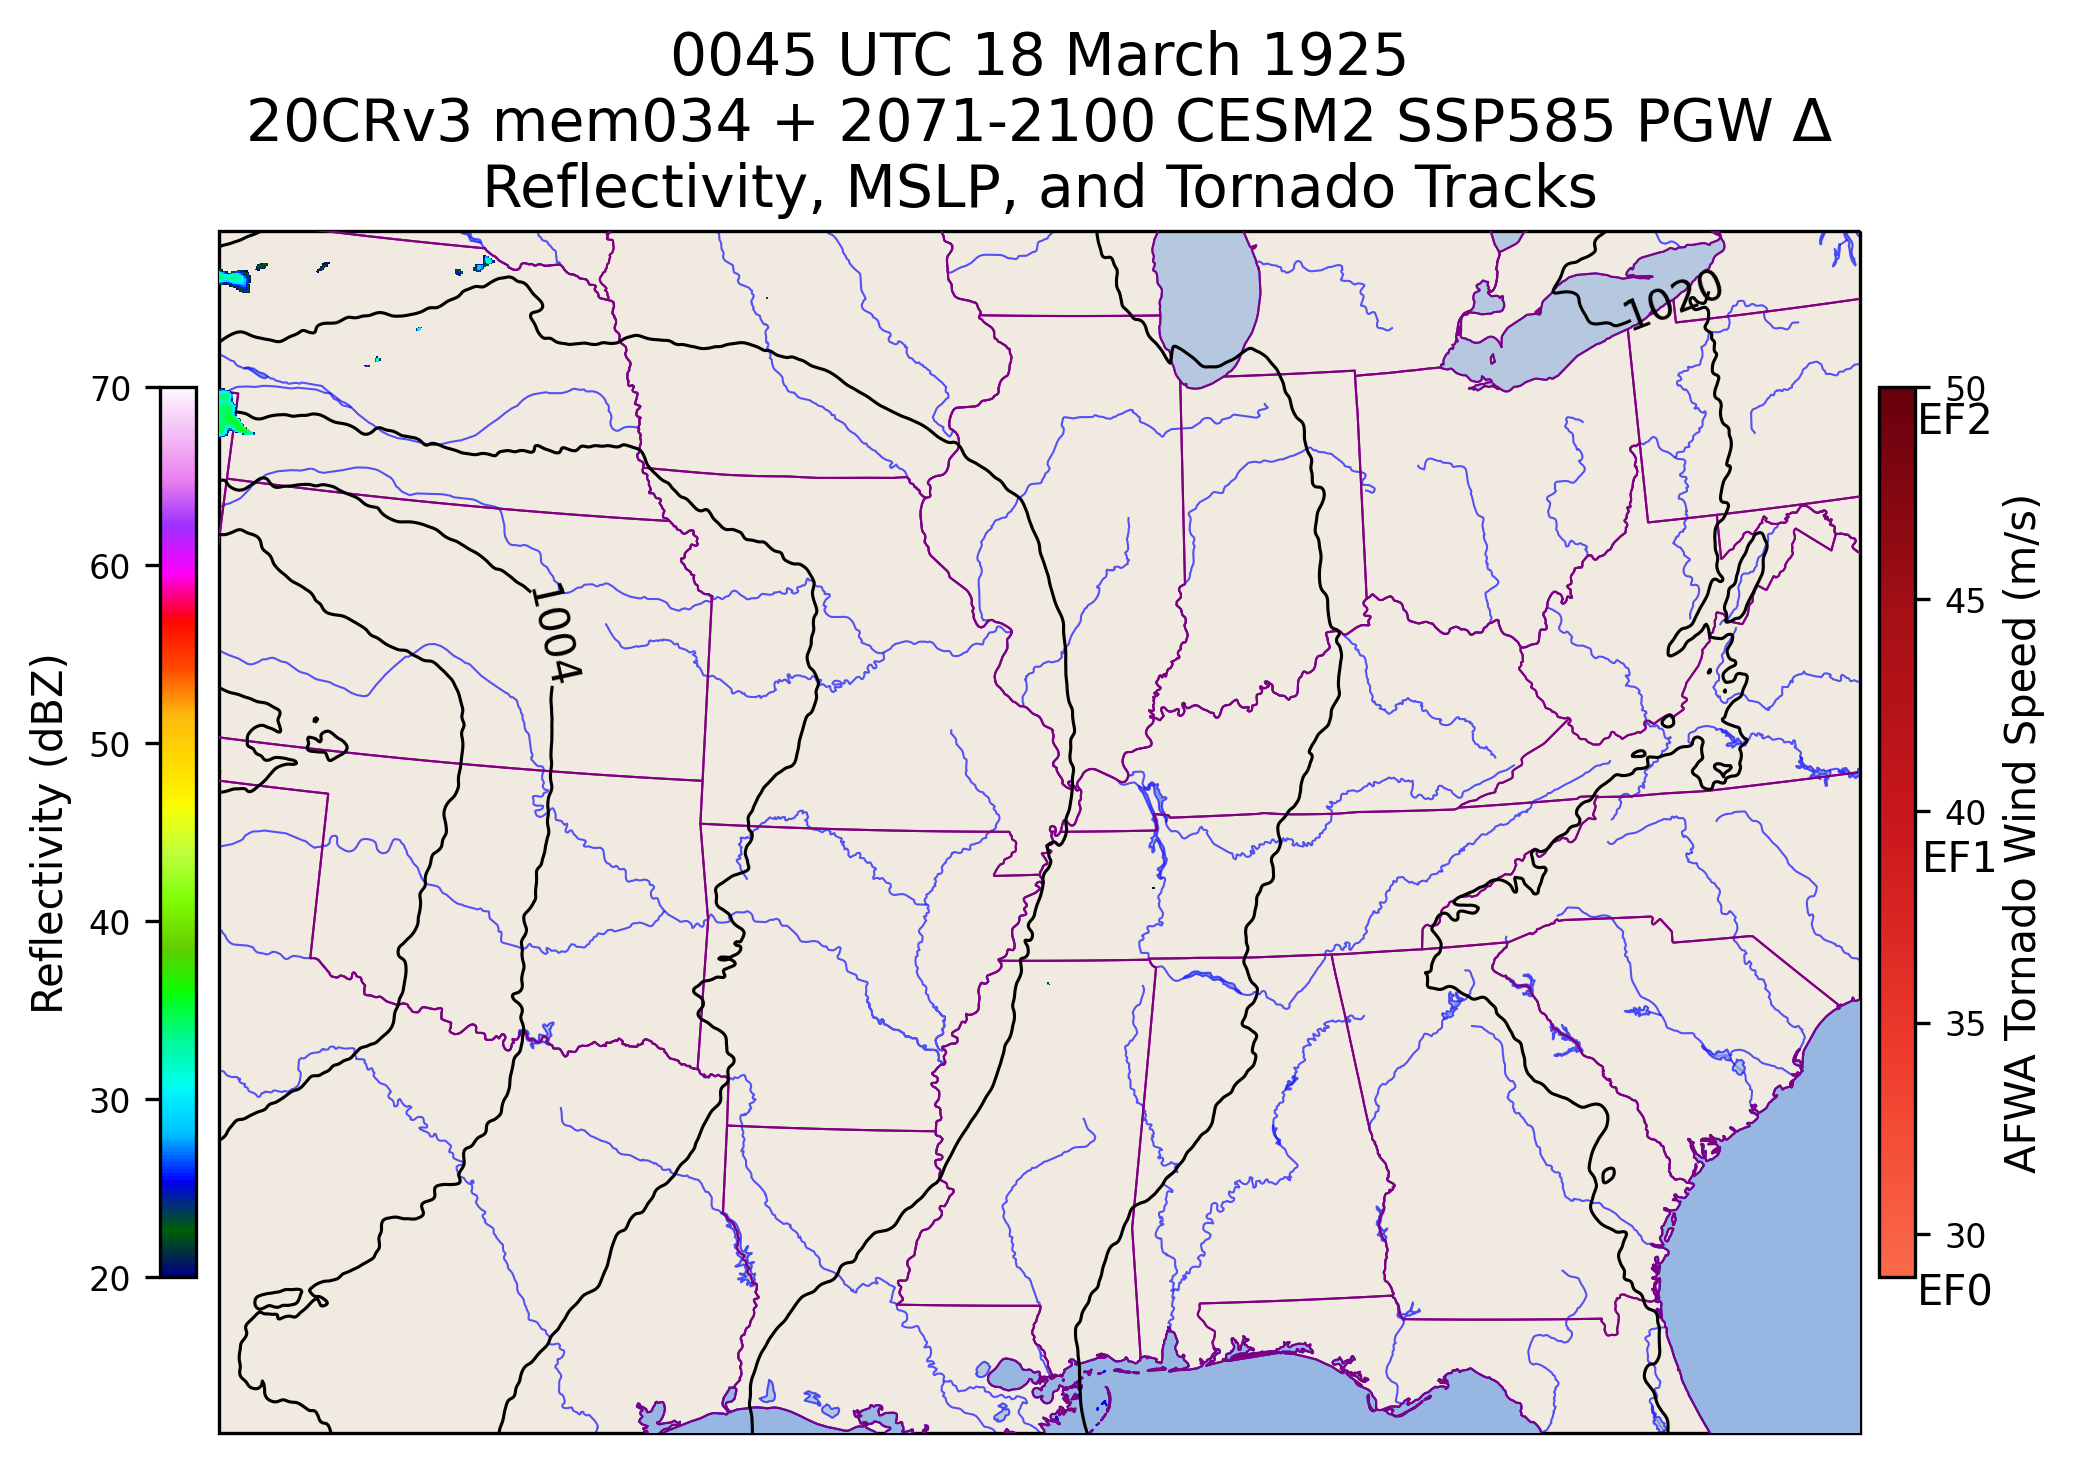 0045 UTC 18 March 1925
20CRv3 mem034 + 2071-2100 CESM2 SSP585 PGW Δ
Reflectivity, MSLP, and Tornado Tracks
1020
1004
70
60
50
40
30
20
Reflectivity (dBZ)
50
EF2
45
40
EF1
35
30
EF0
AFWA Tornado Wind Speed (m/s)